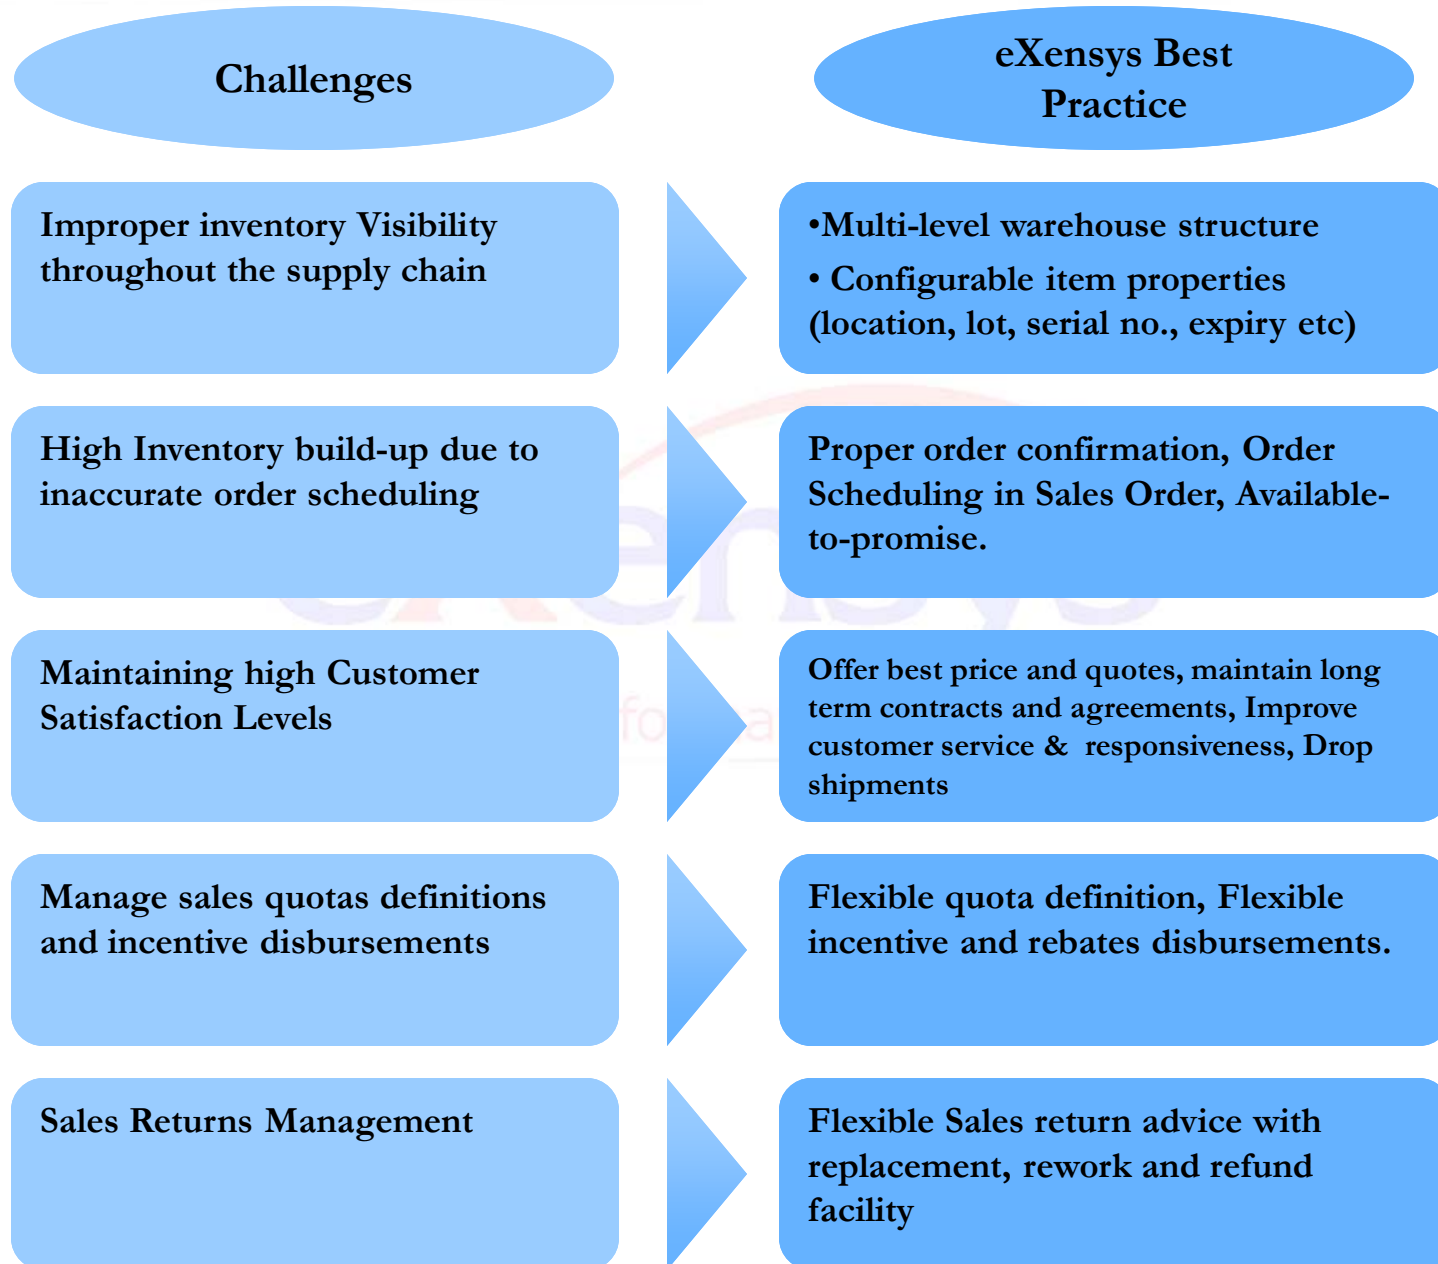 Challenges
eXensys Best
Practice
Improper inventory Visibility
throughout the supply chain
•Multi-level warehouse structure
• Configurable item properties
(location, lot, serial no., expiry etc)
High Inventory build-up due to
inaccurate order scheduling
Proper order confirmation, Order
Scheduling in Sales Order, Available-
to-promise.
Maintaining high Customer
Satisfaction Levels
Offer best price and quotes, maintain long
term contracts and agreements, Improve
customer service &  responsiveness, Drop
shipments
Manage sales quotas definitions
and incentive disbursements
Flexible quota definition, Flexible
incentive and rebates disbursements.
Sales Returns Management
Flexible Sales return advice with
replacement, rework and refund
facility
eXensys